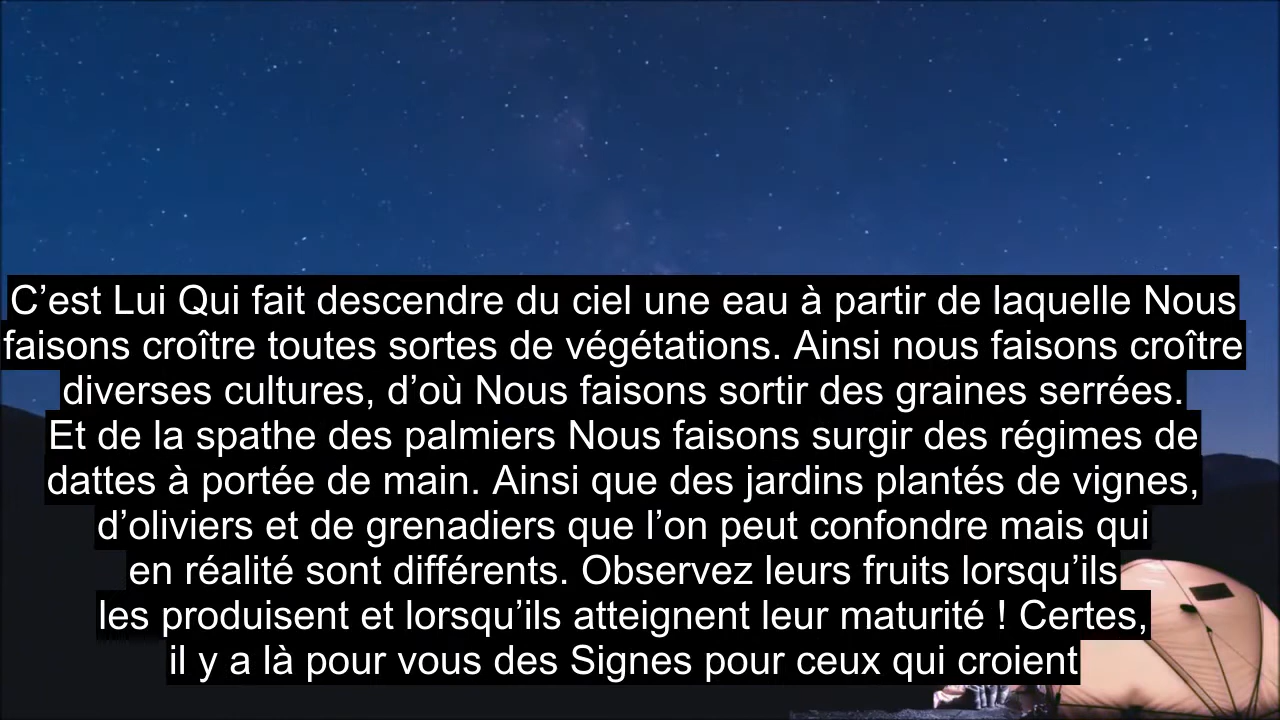 C’est Lui Qui fait descendre du ciel une eau à partir de laquelle Nous
faisons croître toutes sortes de végétations. Ainsi nous faisons croître
diverses cultures, d’où Nous faisons sortir des graines serrées.
Et de la spathe des palmiers Nous faisons surgir des régimes de
dattes à portée de main. Ainsi que des jardins plantés de vignes,
d’oliviers et de grenadiers que l’on peut confondre mais qui
en réalité sont différents. Observez leurs fruits lorsqu’ils
les produisent et lorsqu’ils atteignent leur maturité ! Certes,
il y a là pour vous des Signes pour ceux qui croient